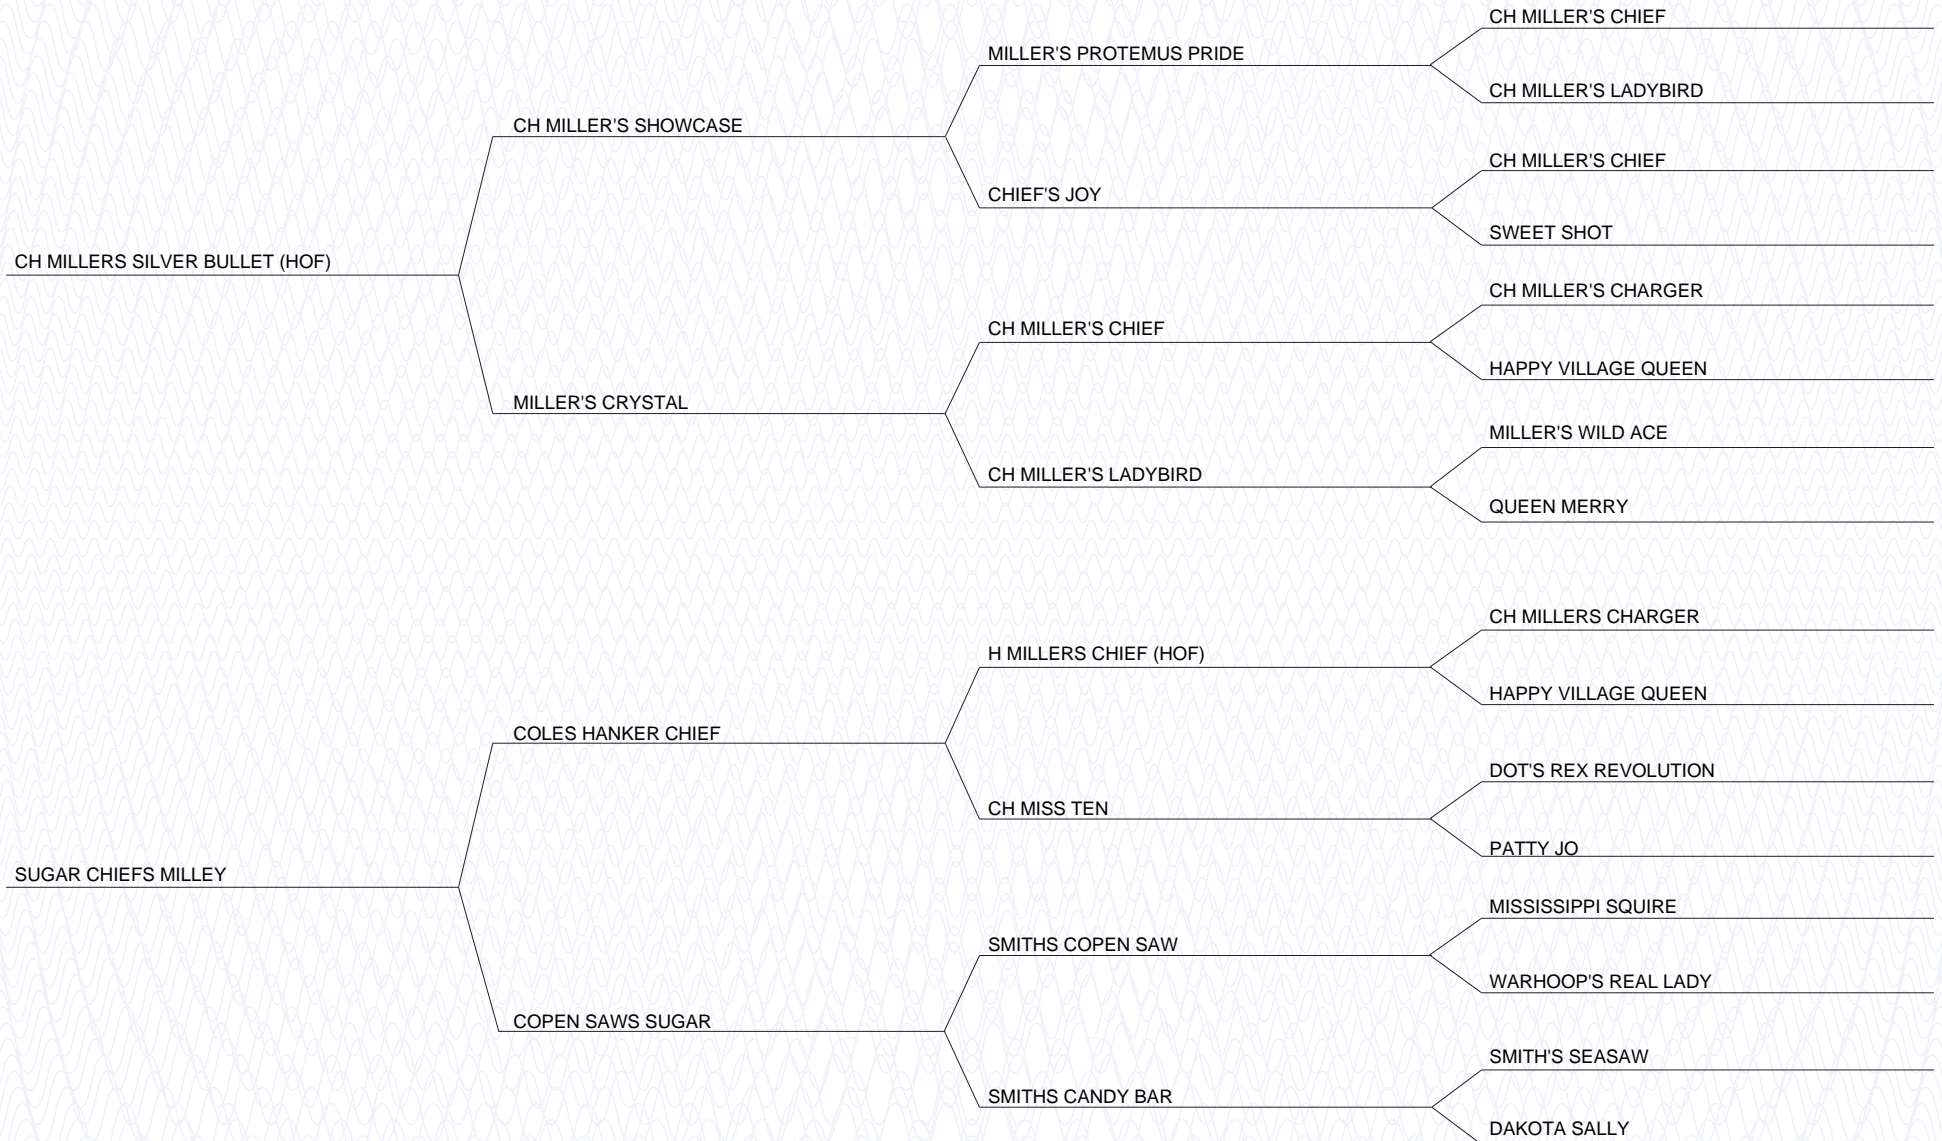 CH MILLER'S CHIEF
MILLER'S PROTEMUS PRIDE
CH MILLER'S LADYBIRD
CH MILLER'S SHOWCASE
CH MILLER'S CHIEF
CHIEF'S JOY
SWEET SHOT
CH MILLERS SILVER BULLET (HOF)
CH MILLER'S CHARGER
CH MILLER'S CHIEF
HAPPY VILLAGE QUEEN
MILLER'S CRYSTAL
MILLER'S WILD ACE
CH MILLER'S LADYBIRD
QUEEN MERRY
CH MILLERS CHARGER
H MILLERS CHIEF (HOF)
HAPPY VILLAGE QUEEN
COLES HANKER CHIEF
DOT'S REX REVOLUTION
CH MISS TEN
PATTY JO
SUGAR CHIEFS MILLEY
MISSISSIPPI SQUIRE
SMITHS COPEN SAW
WARHOOP'S REAL LADY
COPEN SAWS SUGAR
SMITH'S SEASAW
SMITHS CANDY BAR
DAKOTA SALLY